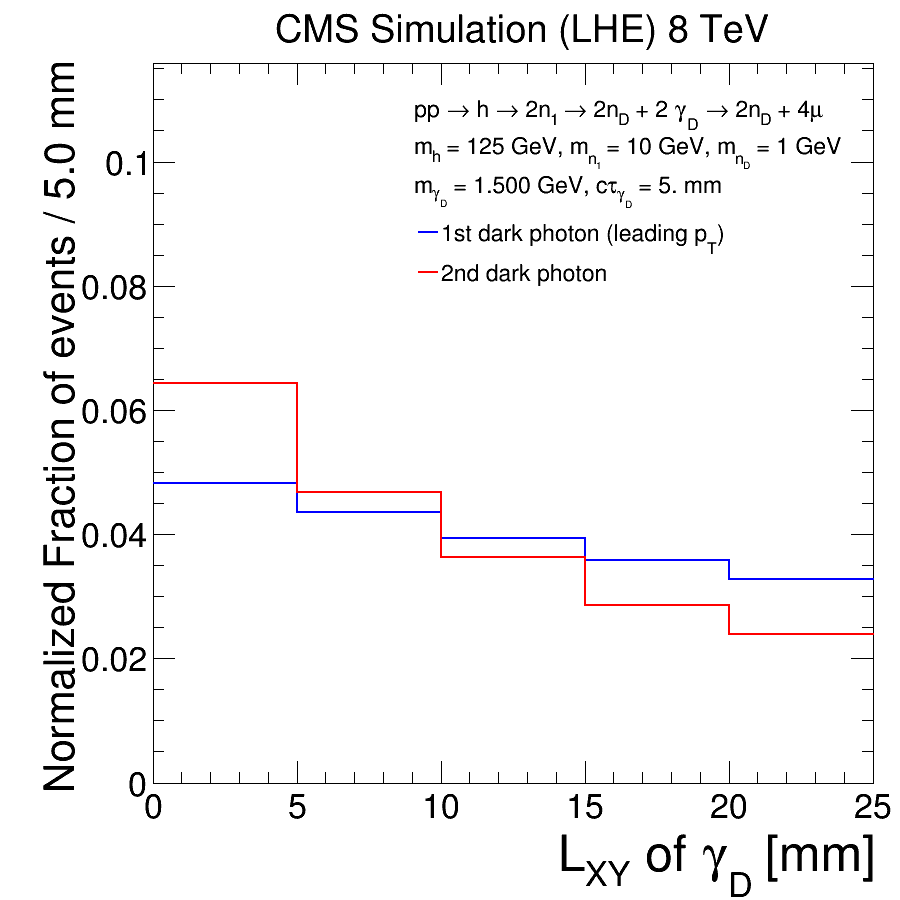 CMS Simulation (LHE) 8 TeV
Normalized Fraction of events / 5.0 mm
pp → h → 2n₁ → 2n_D + 2 γ_D → 2n_D + 4μ
m_h = 125 GeV, m_n₁ = 10 GeV, m_n_D = 1 GeV
m_γ_D = 1.500 GeV, cτ_γ_D = 5. mm
1st dark photon (leading p_T)
2nd dark photon
0.1
0.08
0.06
0.04
0.02
0
0 5 10 15 20 25
L_XY of γ_D [mm]